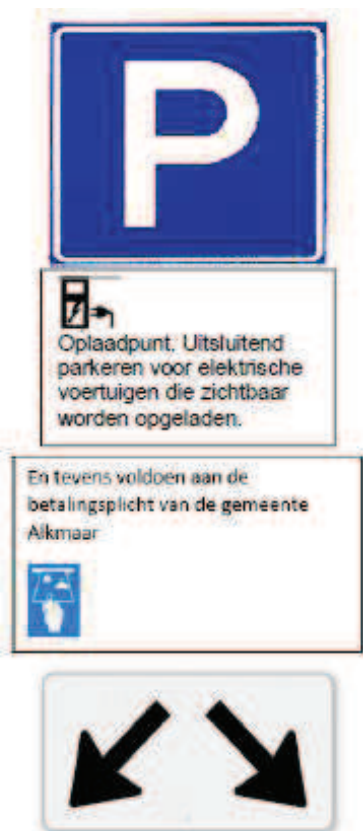 P
Oplaadpunt. Uitsluitend
parkeren voor elektrische
voertuigen die zichtbaar
worden opgeladen.
En tevens voldoen aan de
betalingsplicht van de gemeente
Alkmaar